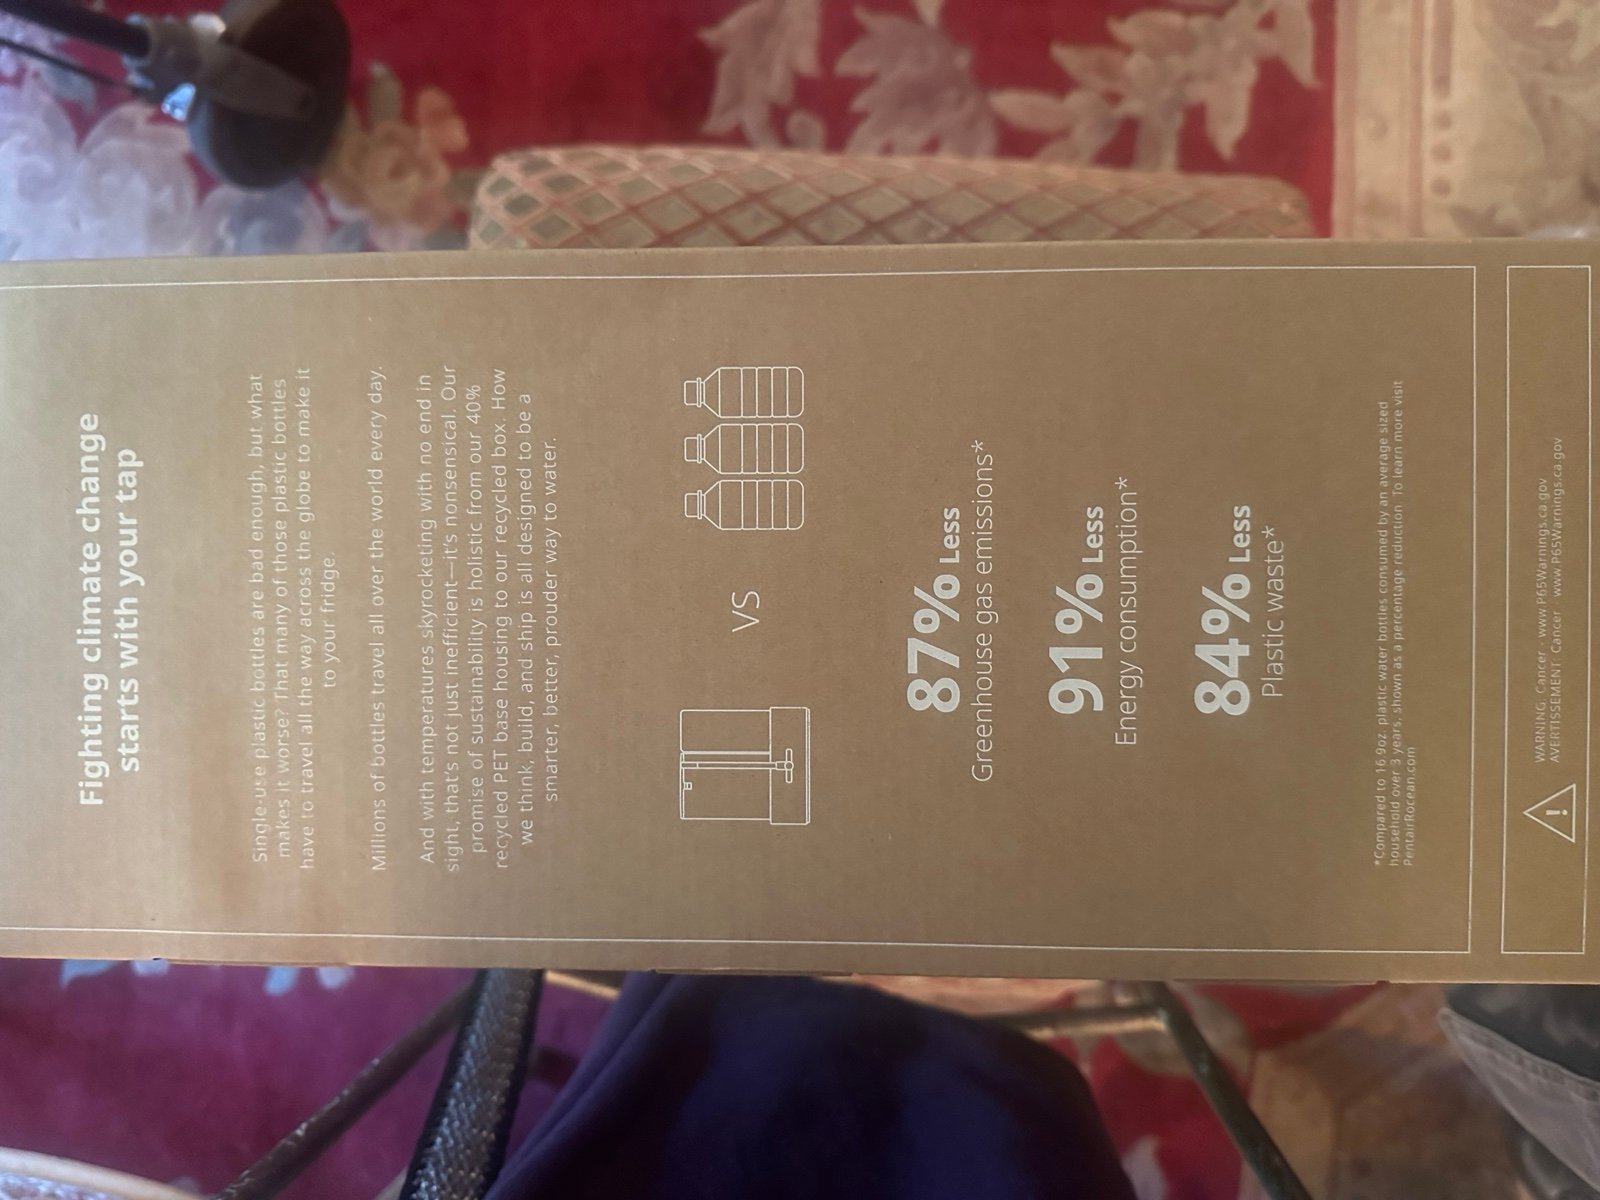 Fighting climate change
starts with your tap
Single-use plastic bottles are bad enough, but what
makes it worse? That many of those plastic bottles
have to travel all the way across the globe to make it
to your fridge.
Millions of bottles travel all over the world every day.
And with temperatures skyrocketing with no end in
sight, that's not just inefficient—it's nonsensical. Our
promise of sustainability is holistic from our 40%
recycled PET base housing to our recycled box. How
we think, build, and ship is all designed to be a
smarter, better, prouder way to water.
VS
87% Less
Greenhouse gas emissions*
91% Less
Energy consumption*
84% Less
Plastic waste*
*Compared to 16.9oz. plastic water bottles consumed by an average sized
household over 3 years, shown as a percentage reduction. To learn more visit
PentairRocean.com
WARNING: Cancer - www.P65Warnings.ca.gov
AVERTISSEMENT: Cancer - www.P65Warnings.ca.gov